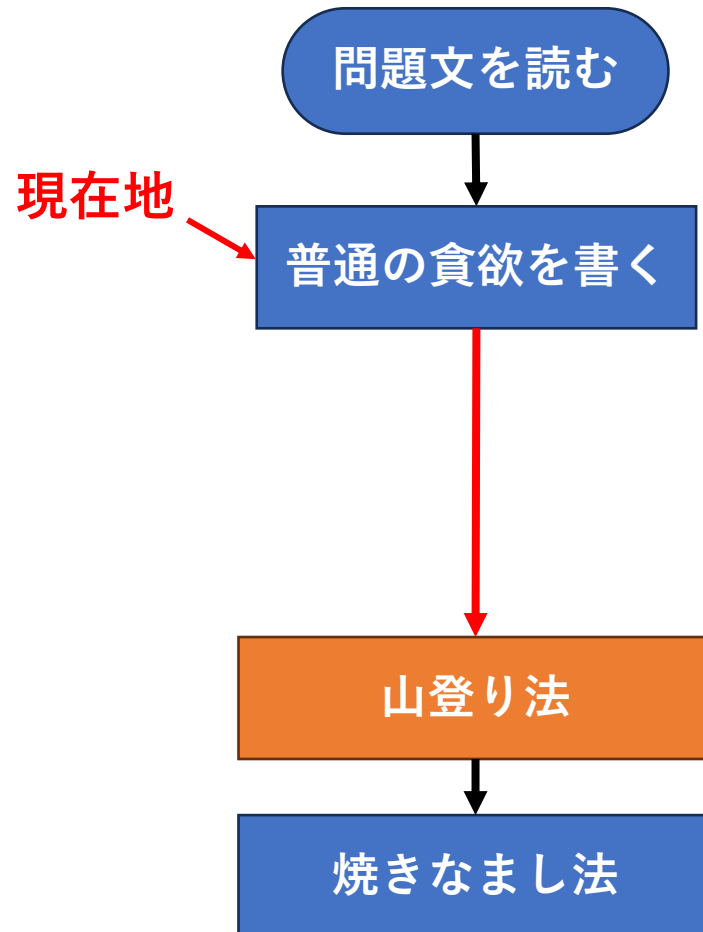 問題文を読む
現在地
普通の貪欲を書く
山登り法
焼きなまし法